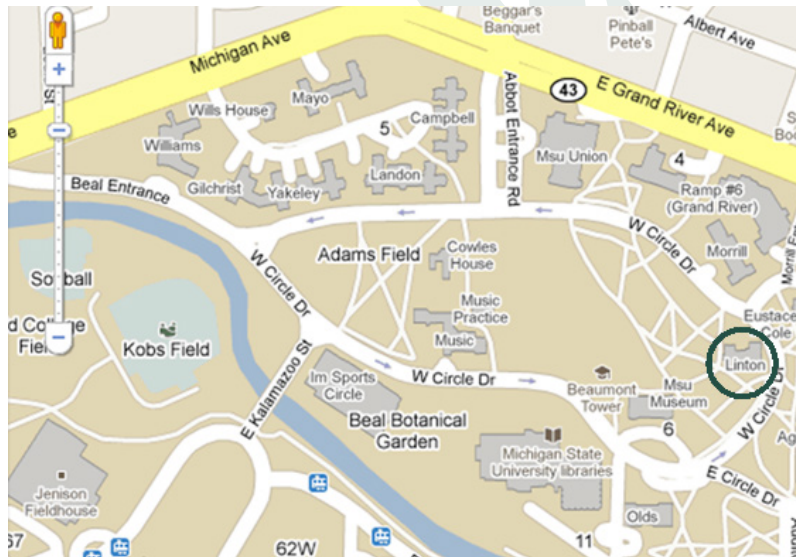 Beggar's
Banquet
Pinball
Pete's
Albert Ave
Michigan Ave
43
E Grand River Ave
Mayo
Wills House
Campbell
5
Abbot Entrance Rd
Msu Union
4
Williams
Landon
Gilchrist
Yakeley
Ramp #6
(Grand River)
Beal Entrance
W Circle Dr
Morrill
Adams Field
Cowles
House
W Circle Dr
Softball
Music
Practice
Eustace
Cole
Kobs Field
Music
Linton
E Kalamazoo St
Im Sports
Circle
W Circle Dr
Beaumont
Tower
Msu
Museum
W Circle Dr
Beal Botanical
Garden
6
Michigan State
University libraries
E Circle Dr
Jenison
Fieldhouse
Olds
67
62W
11